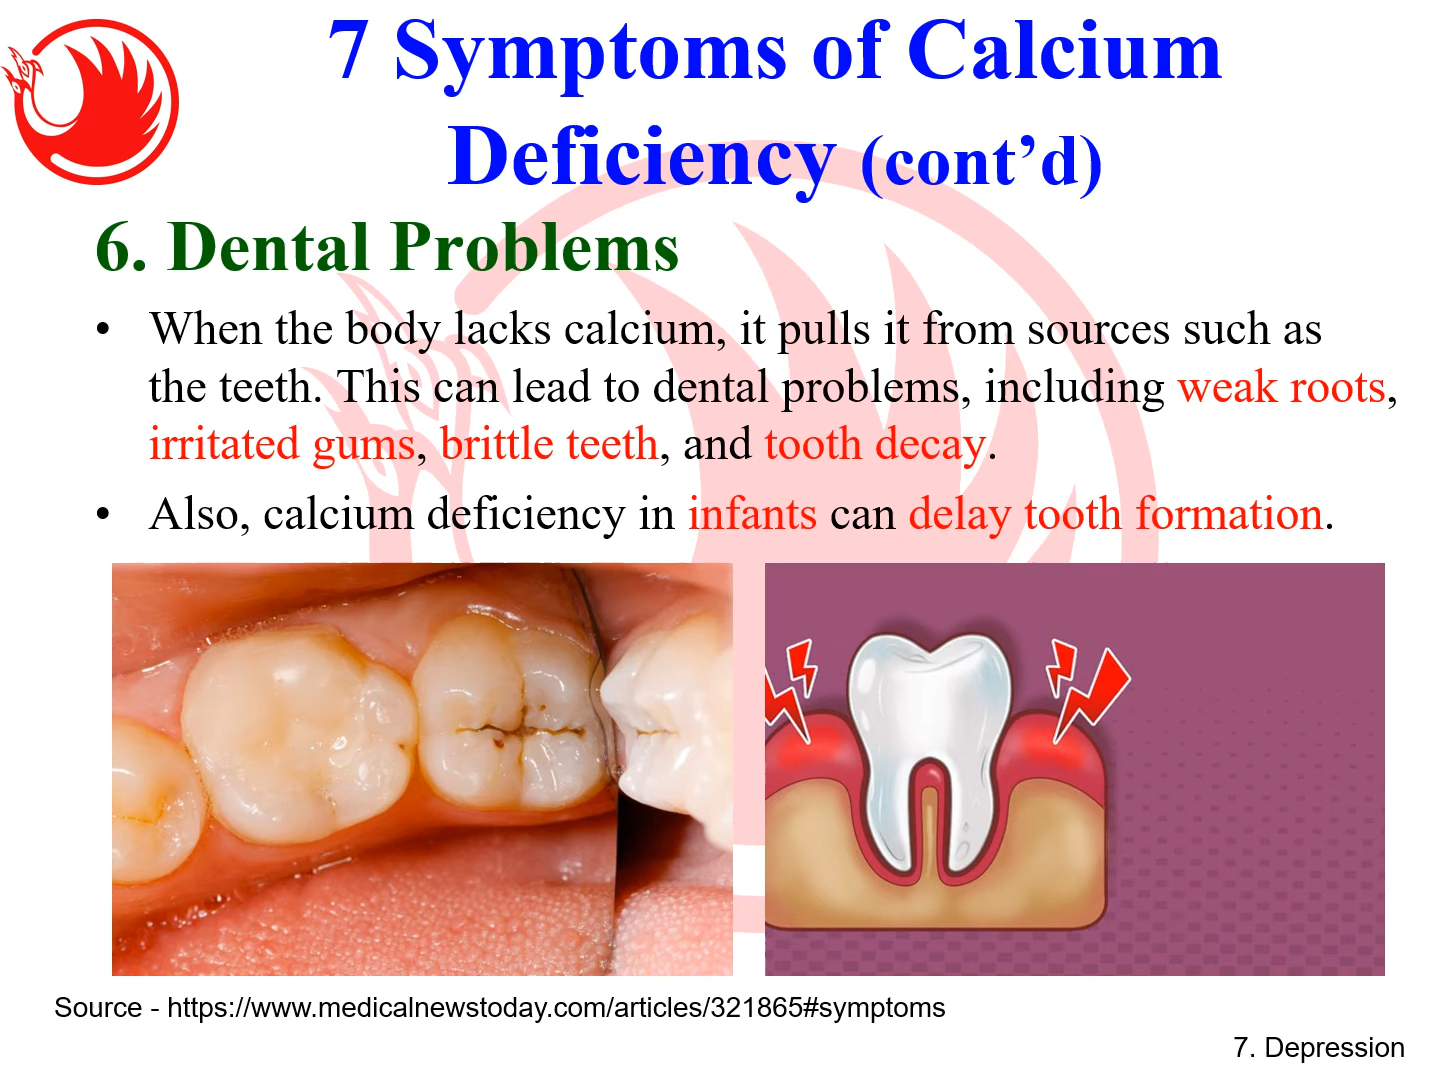 7 Symptoms of Calcium
Deficiency (cont’d)
6. Dental Problems
• When the body lacks calcium, it pulls it from sources such as
the teeth. This can lead to dental problems, including weak roots,
irritated gums, brittle teeth, and tooth decay.
• Also, calcium deficiency in infants can delay tooth formation.
Source - https://www.medicalnewstoday.com/articles/321865#symptoms
7. Depression